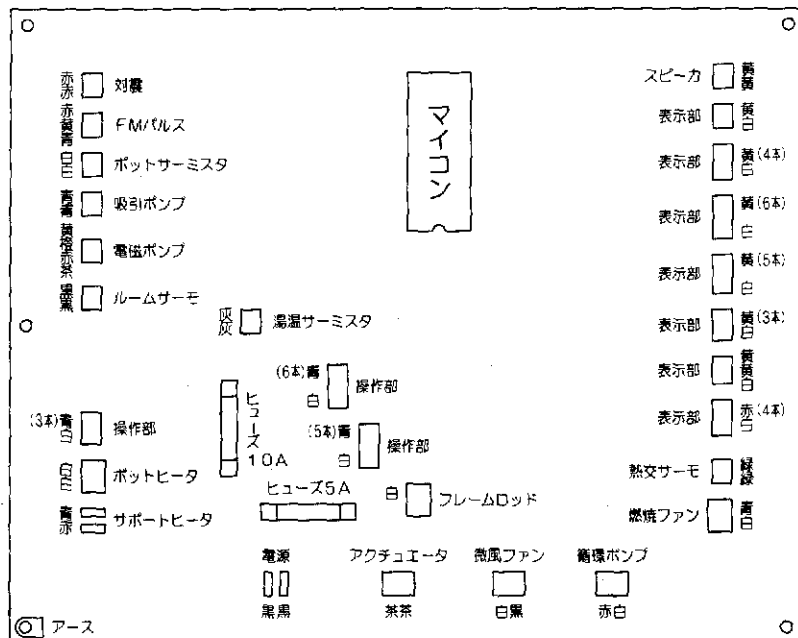 赤赤 対震
赤黄青 FMパルス
白白 ポットサーミスタ
青青 吸引ポンプ
黄橙赤茶 電磁ポンプ
黒黒 ルームサーモ
マイコン
スピーカ 黄黄
表示部 黄白
表示部 黄(4本)白
表示部 黄(6本)白
表示部 黄(5本)白
表示部 黄(3本)白
表示部 黄黄白
表示部 赤(4本)白
熱交サーモ 緑緑
燃焼ファン 青白
灰灰 湯温サーミスタ
(6本)青白 操作部
ヒューズ10A
(5本)青白 操作部
(3本)青白 操作部
白白 ポットヒータ
青赤 サポートヒータ
ヒューズ5A
白 フレームロッド
電源 アクチュエータ 微風ファン 循環ポンプ
黒黒 茶茶 白黒 赤白
アース